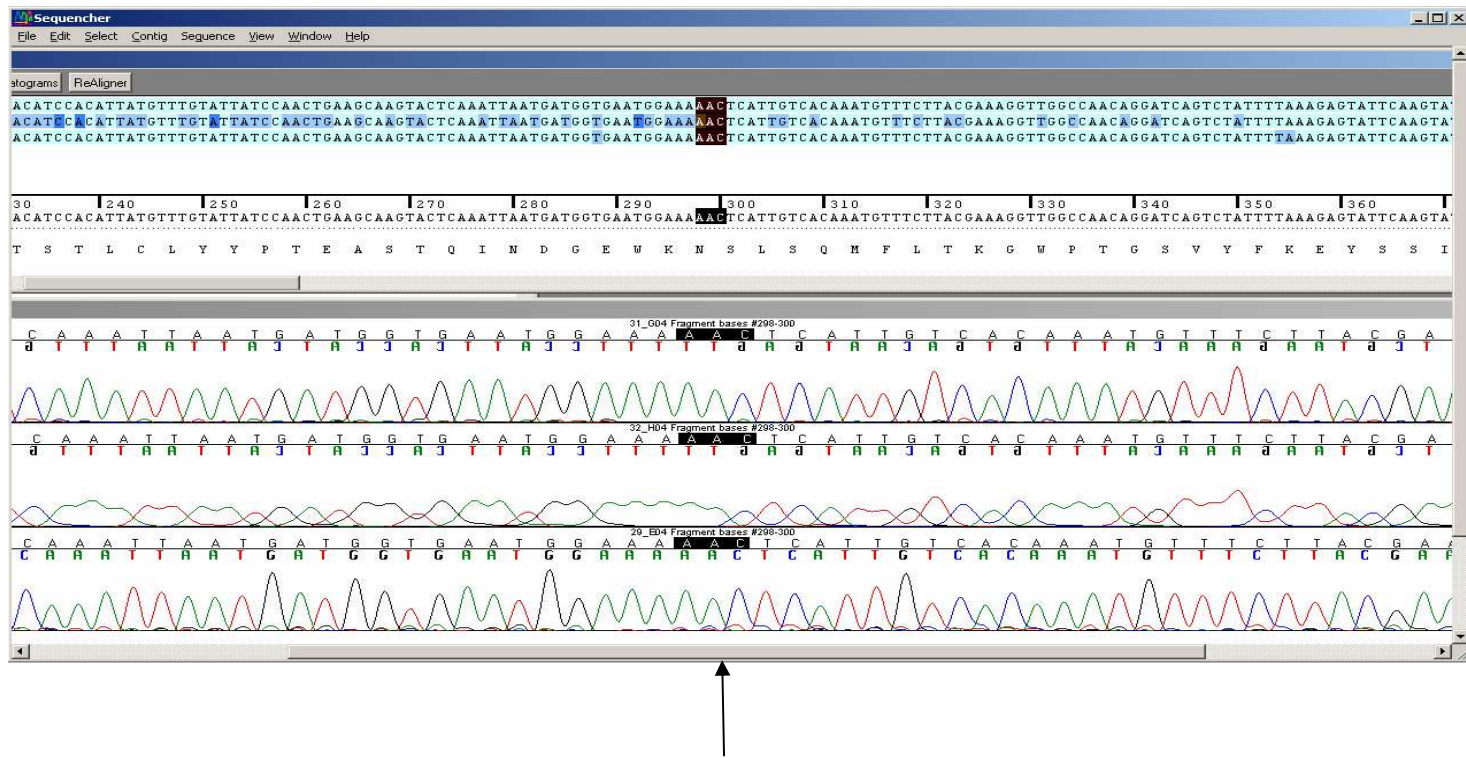 Sequencher
File Edit Select Contig Sequence View Window Help
atograms ReAligner
ACATCCACATTATGTTTGTATTATCCAACTGAAGCAAGTACTCAAATTAATGATGGTGAATGGAAAAACTCATTGTCACAAATGTTTCTTACGAAAGGTTGGCCAACAGGATCAGTCTATTTTAAAGAGTATTCAAGTA
ACATCCACATTATGTTTGTATTATCCAACTGAAGCAAGTACTCAAATTAATGATGGTGAATGGAAAAACTCATTGTCACAAATGTTTCTTACGAAAGGTTGGCCAACAGGATCAGTCTATTTTAAAGAGTATTCAAGTA
ACATCCACATTATGTTTGTATTATCCAACTGAAGCAAGTACTCAAATTAATGATGGTGAATGGAAAAACTCATTGTCACAAATGTTTCTTACGAAAGGTTGGCCAACAGGATCAGTCTATTTTAAAGAGTATTCAAGTA
30 240 250 260 270 280 290 300 310 320 330 340 350 360
ACATCCACATTATGTTTGTATTATCCAACTGAAGCAAGTACTCAAATTAATGATGGTGAATGGAAAAACTCATTGTCACAAATGTTTCTTACGAAAGGTTGGCCAACAGGATCAGTCTATTTTAAAGAGTATTCAAGTA
T S T L C L Y Y P T E A S T Q I N D G E W K N S L S Q M F L T K G W P T G S V Y F K E Y S S I
31_G04 Fragment bases #298-300
C A A A T T A A T G A T G G T G A A T G G A A A A A C T C A T T G T C A C A A A T G T T T C T T A C G A
G T T T A A T T A C T A C C A C T T A C C T T T T T G A G T A A C A G T G T T T A C A A A G A A T G C T
32_H04 Fragment bases #298-300
C A A A T T A A T G A T G G T G A A T G G A A A A A C T C A T T G T C A C A A A T G T T T C T T A C G A
G T T T A A T T A C T A C C A C T T A C C T T T T T G A G T A A C A G T G T T T A C A A A G A A T G C T
29_E04 Fragment bases #298-300
C A A A T T A A T G A T G G T G A A T G G A A A A A C T C A T T G T C A C A A A T G T T T C T T A C G A A
C A A A T T A A T G A T G G T G A A T G G A A A A A C T C A T T G T C A C A A A T G T T T C T T A C G A A